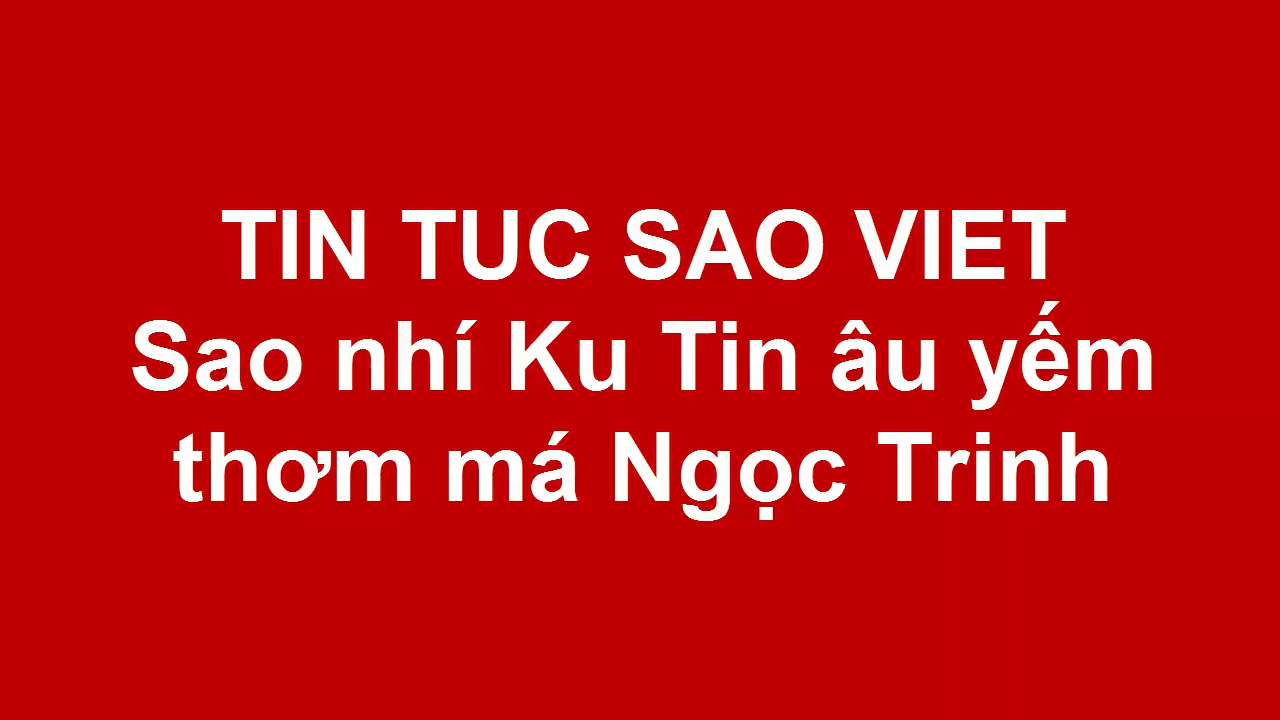 TIN TUC SAO VIET
Sao nhí Ku Tin âu yếm
thơm má Ngọc Trinh